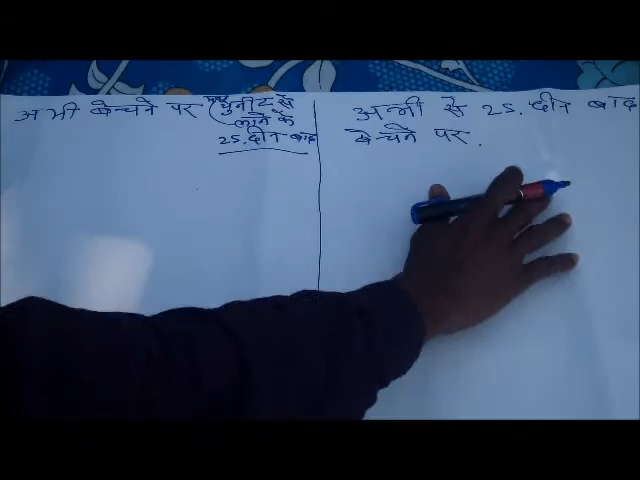 अभी बेन्चने पर (युनीट से
लाने के
25. दीन बाद
अभी से 25. दीन बाद
बेन्चने पर.